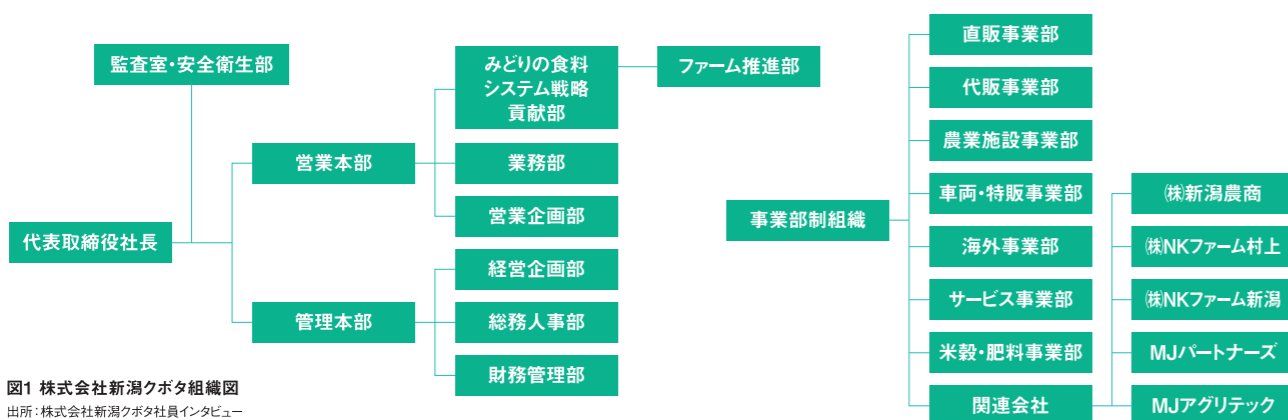 監査室・安全衛生部
代表取締役社長
営業本部
管理本部
みどりの食料
システム戦略
貢献部
業務部
営業企画部
経営企画部
総務人事部
財務管理部
ファーム推進部
事業部制組織
直販事業部
代販事業部
農業施設事業部
車両・特販事業部
海外事業部
サービス事業部
米穀・肥料事業部
関連会社
㈱新潟農商
㈱NKファーム村上
㈱NKファーム新潟
MJパートナーズ
MJアグリテック
図1 株式会社新潟クボタ組織図
出所：株式会社新潟クボタ社員インタビュー